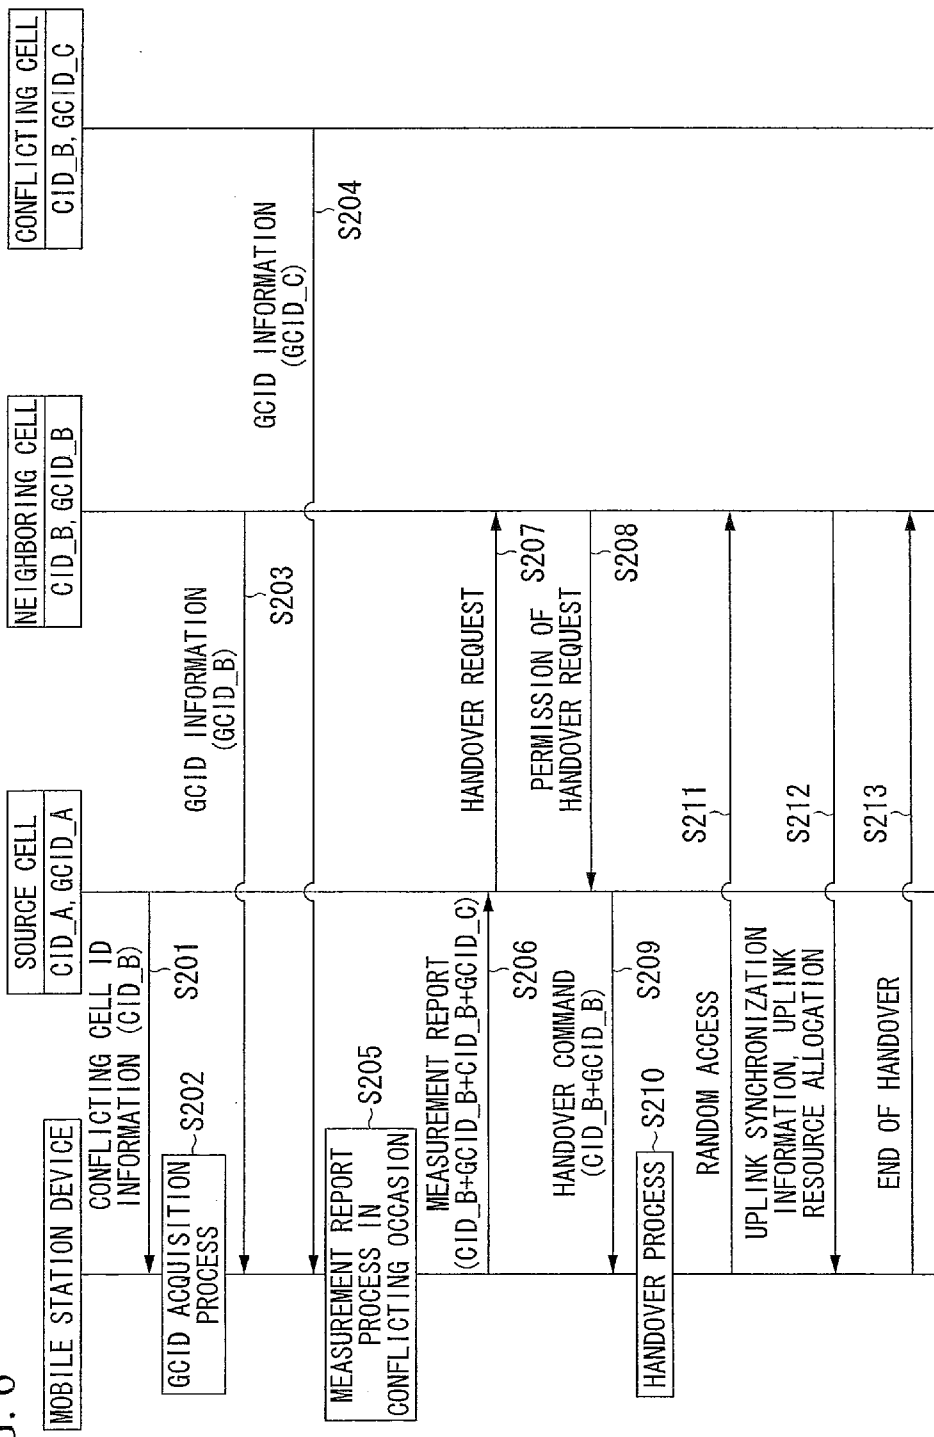 MOBILE STATION DEVICE
SOURCE CELL
CID_A, GCID_A
NEIGHBORING CELL
CID_B, GCID_B
CONFLICTING CELL
CID_B, GCID_C
CONFLICTING CELL ID
INFORMATION (CID_B)
S201
GCID ACQUISITION
PROCESS
S202
GCID INFORMATION
(GCID_B)
S203
GCID INFORMATION
(GCID_C)
S204
MEASUREMENT REPORT
PROCESS IN
CONFLICTING OCCASION
S205
MEASUREMENT REPORT
(CID_B+GCID_B+CID_B+GCID_C)
S206
HANDOVER REQUEST
S207
PERMISSION OF
HANDOVER REQUEST
S208
HANDOVER COMMAND
(CID_B+GCID_B)
S209
HANDOVER PROCESS
S210
RANDOM ACCESS
S211
UPLINK SYNCHRONIZATION
INFORMATION, UPLINK
RESOURCE ALLOCATION
S212
END OF HANDOVER
S213